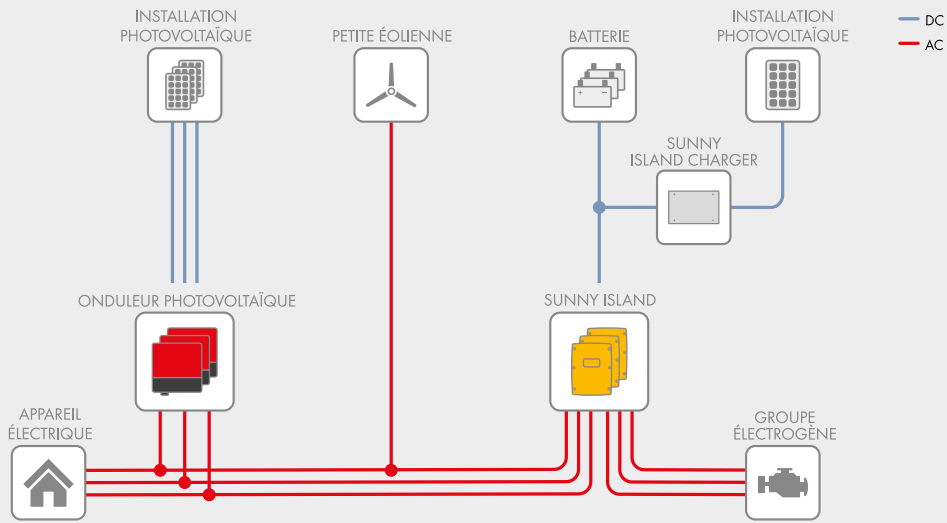 INSTALLATION
PHOTOVOLTAÏQUE
PETITE ÉOLIENNE
BATTERIE
INSTALLATION
PHOTOVOLTAÏQUE
DC
AC
SUNNY
ISLAND CHARGER
ONDULEUR PHOTOVOLTAÏQUE
SUNNY ISLAND
APPAREIL
ÉLECTRIQUE
GROUPE
ÉLECTROGÈNE